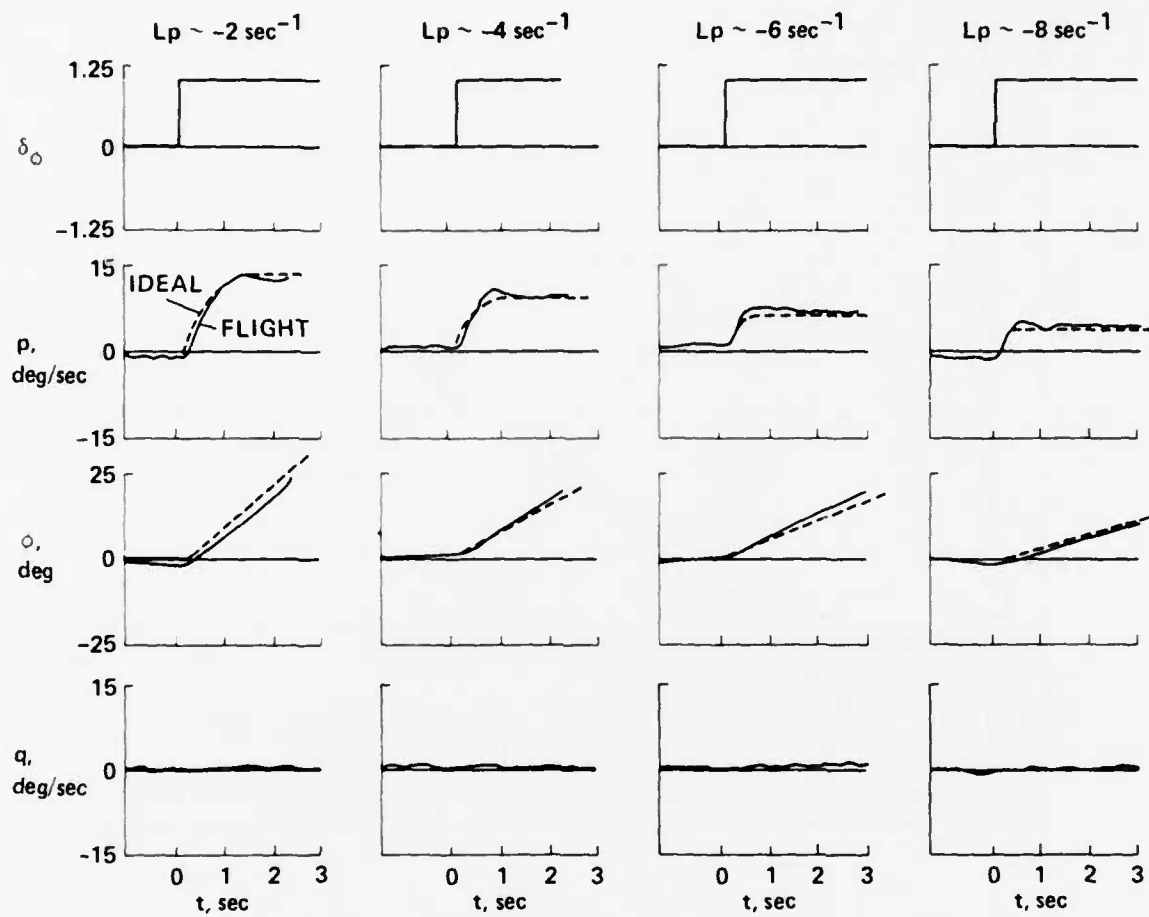 Lp ~ -2 sec⁻¹ Lp ~ -4 sec⁻¹ Lp ~ -6 sec⁻¹ Lp ~ -8 sec⁻¹
1.25
δ_φ
0
-1.25
15
IDEAL
FLIGHT
p,
0
deg/sec
-15
25
φ,
0
deg
-25
15
q,
0
deg/sec
-15
0 1 2 3 0 1 2 3 0 1 2 3 0 1 2 3
t, sec t, sec t, sec t, sec